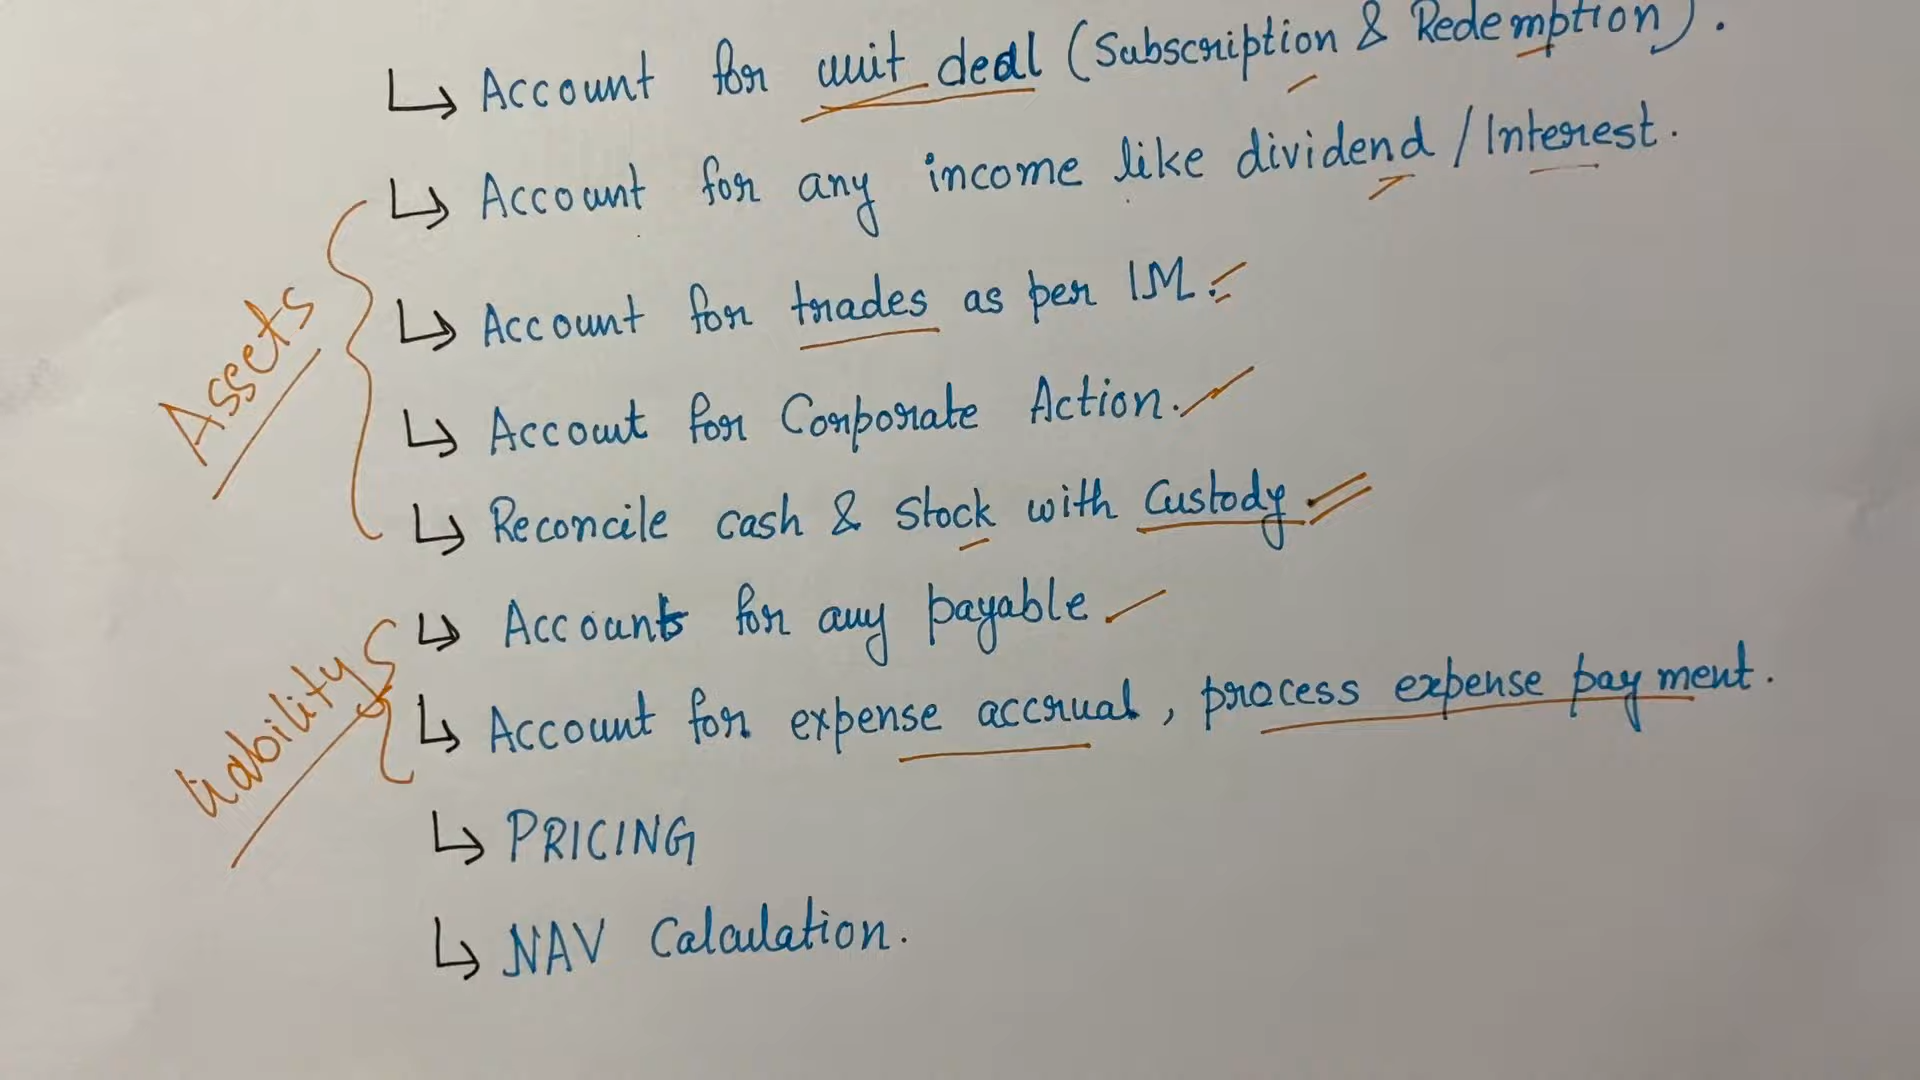 ↳ Account for unit deal (Subscription & Redemption).
↳ Account for any income like dividend / Interest.
Assets
↳ Account for trades as per IM.
↳ Account for Corporate Action.
↳ Reconcile cash & Stock with Custody.
↳ Accounts for any payable
Liability
↳ Account for expense accrual, process expense payment.
↳ PRICING
↳ NAV Calculation.